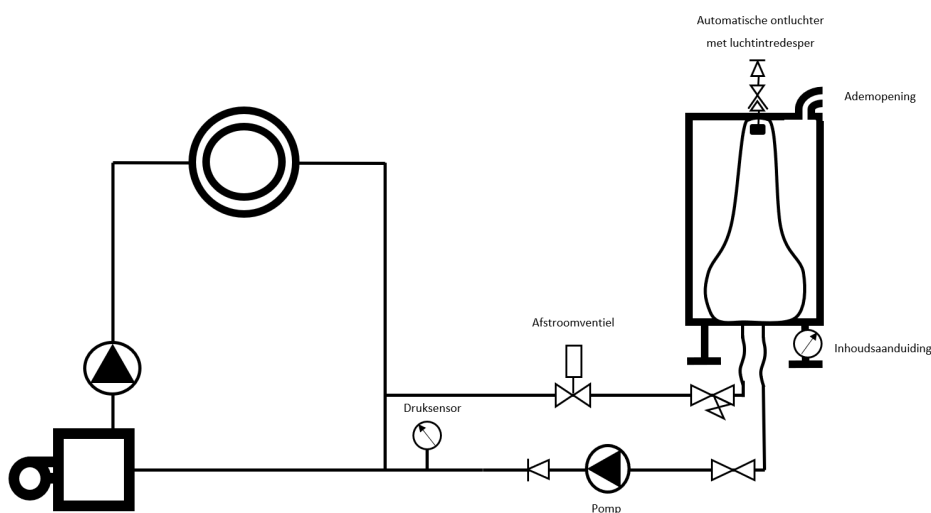 Automatische ontluchter
met luchtintredesper
Ademopening
Afstroomventiel
Inhoudsaanduiding
Druksensor
Pomp